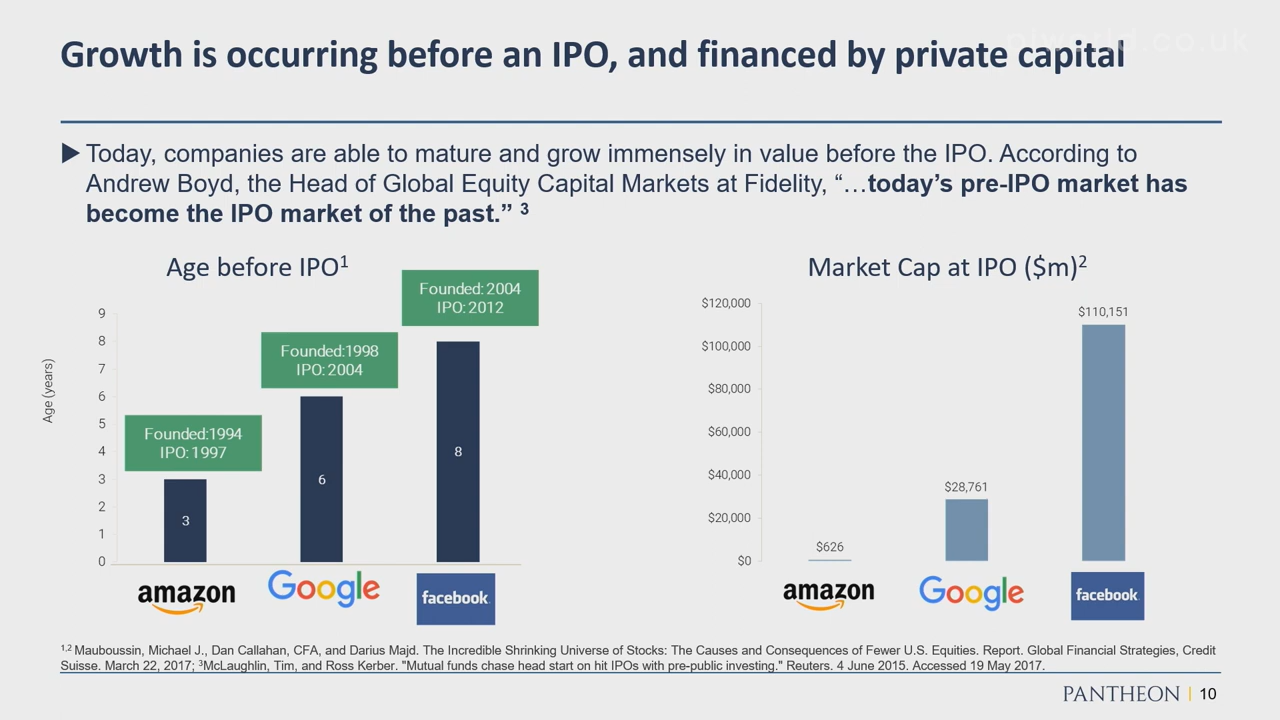 Growth is occurring before an IPO, and financed by private capital
▶ Today, companies are able to mature and grow immensely in value before the IPO. According to
Andrew Boyd, the Head of Global Equity Capital Markets at Fidelity, “…today’s pre-IPO market has
become the IPO market of the past.” ³
Age before IPO¹
Age (years)
9
8
7
6
5
4
3
2
1
0
Founded:1994
IPO: 1997
3
amazon
Founded:1998
IPO: 2004
6
Google
Founded: 2004
IPO: 2012
8
facebook
Market Cap at IPO ($m)²
$120,000
$100,000
$80,000
$60,000
$40,000
$20,000
$0
$626
amazon
$28,761
Google
$110,151
facebook
¹,² Mauboussin, Michael J., Dan Callahan, CFA, and Darius Majd. The Incredible Shrinking Universe of Stocks: The Causes and Consequences of Fewer U.S. Equities. Report. Global Financial Strategies, Credit
Suisse. March 22, 2017; ³McLaughlin, Tim, and Ross Kerber. "Mutual funds chase head start on hit IPOs with pre-public investing." Reuters. 4 June 2015. Accessed 19 May 2017.
PANTHEON | 10